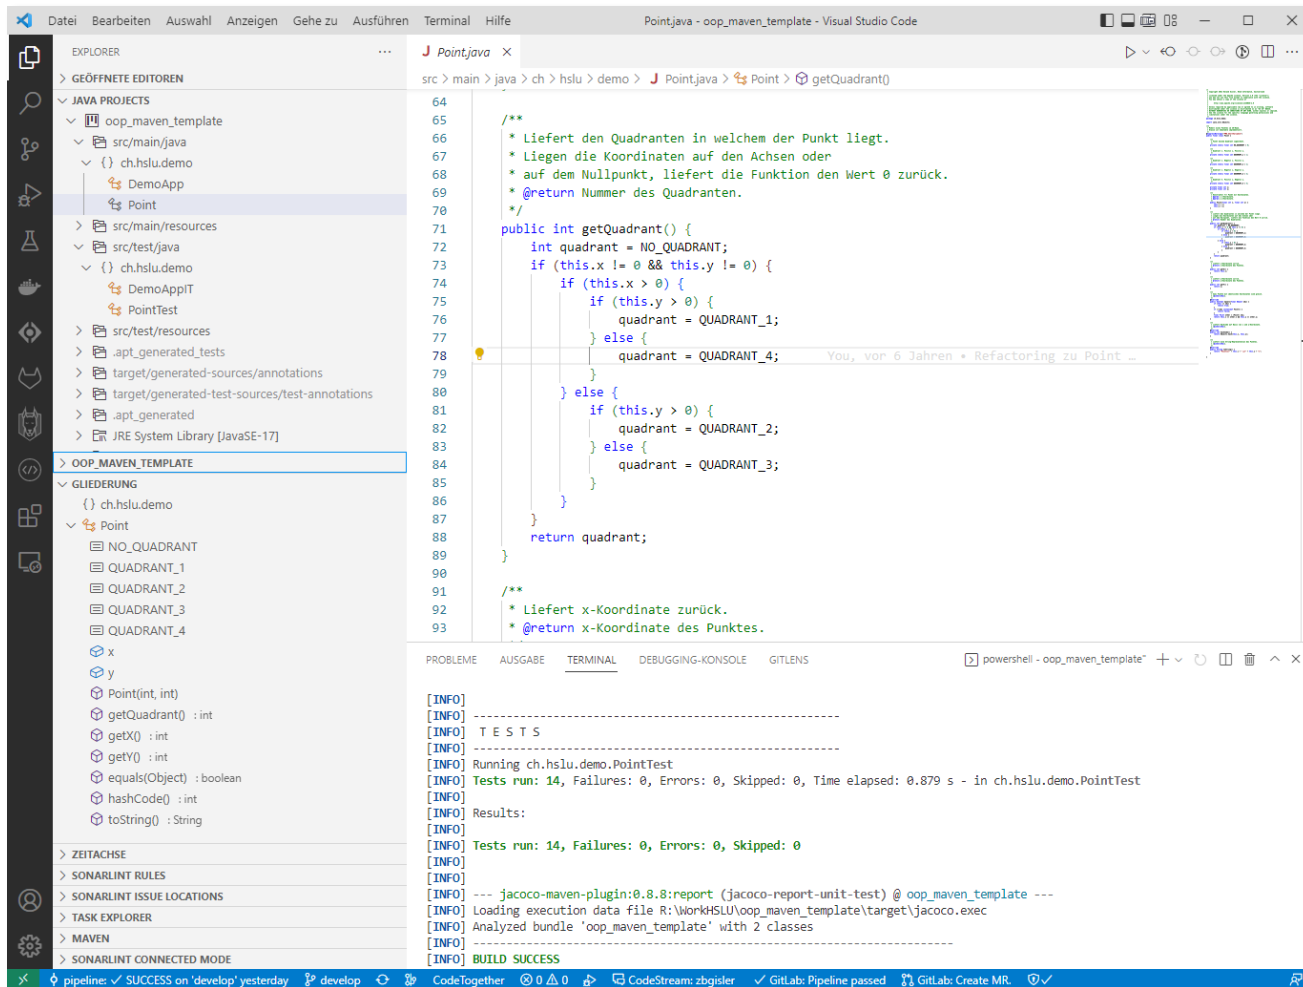 Datei Bearbeiten Auswahl Anzeigen Gehe zu Ausführen Terminal Hilfe Point.java - oop_maven_template - Visual Studio Code
EXPLORER
GEÖFFNETE EDITOREN
JAVA PROJECTS
oop_maven_template
src/main/java
{} ch.hslu.demo
DemoApp
Point
src/main/resources
src/test/java
{} ch.hslu.demo
DemoAppIT
PointTest
src/test/resources
.apt_generated_tests
target/generated-sources/annotations
target/generated-test-sources/test-annotations
.apt_generated
JRE System Library [JavaSE-17]
OOP_MAVEN_TEMPLATE
GLIEDERUNG
{} ch.hslu.demo
Point
NO_QUADRANT
QUADRANT_1
QUADRANT_2
QUADRANT_3
QUADRANT_4
x
y
Point(int, int)
getQuadrant() : int
getX() : int
getY() : int
equals(Object) : boolean
hashCode() : int
toString() : String
ZEITACHSE
SONARLINT RULES
SONARLINT ISSUE LOCATIONS
TASK EXPLORER
MAVEN
SONARLINT CONNECTED MODE
J Point.java ×
src > main > java > ch > hslu > demo > J Point.java > Point > getQuadrant()
64
65 /**
66 * Liefert den Quadranten in welchem der Punkt liegt.
67 * Liegen die Koordinaten auf den Achsen oder
68 * auf dem Nullpunkt, liefert die Funktion den Wert 0 zurück.
69 * @return Nummer des Quadranten.
70 */
71 public int getQuadrant() {
72 int quadrant = NO_QUADRANT;
73 if (this.x != 0 && this.y != 0) {
74 if (this.x > 0) {
75 if (this.y > 0) {
76 quadrant = QUADRANT_1;
77 } else {
78 quadrant = QUADRANT_4; You, vor 6 Jahren • Refactoring zu Point …
79 }
80 } else {
81 if (this.y > 0) {
82 quadrant = QUADRANT_2;
83 } else {
84 quadrant = QUADRANT_3;
85 }
86 }
87 }
88 return quadrant;
89 }
90
91 /**
92 * Liefert x-Koordinate zurück.
93 * @return x-Koordinate des Punktes.
PROBLEME AUSGABE TERMINAL DEBUGGING-KONSOLE GITLENS powershell - oop_maven_template"
[INFO]
[INFO] -------------------------------------------------------
[INFO] T E S T S
[INFO] -------------------------------------------------------
[INFO] Running ch.hslu.demo.PointTest
[INFO] Tests run: 14, Failures: 0, Errors: 0, Skipped: 0, Time elapsed: 0.879 s - in ch.hslu.demo.PointTest
[INFO]
[INFO] Results:
[INFO]
[INFO] Tests run: 14, Failures: 0, Errors: 0, Skipped: 0
[INFO]
[INFO]
[INFO] --- jacoco-maven-plugin:0.8.8:report (jacoco-report-unit-test) @ oop_maven_template ---
[INFO] Loading execution data file R:\WorkHSLU\oop_maven_template\target\jacoco.exec
[INFO] Analyzed bundle 'oop_maven_template' with 2 classes
[INFO] ------------------------------------------------------------------------
[INFO] BUILD SUCCESS
pipeline: ✓ SUCCESS on 'develop' yesterday develop CodeTogether 0 0 CodeStream: zbgisler ✓ GitLab: Pipeline passed GitLab: Create MR.